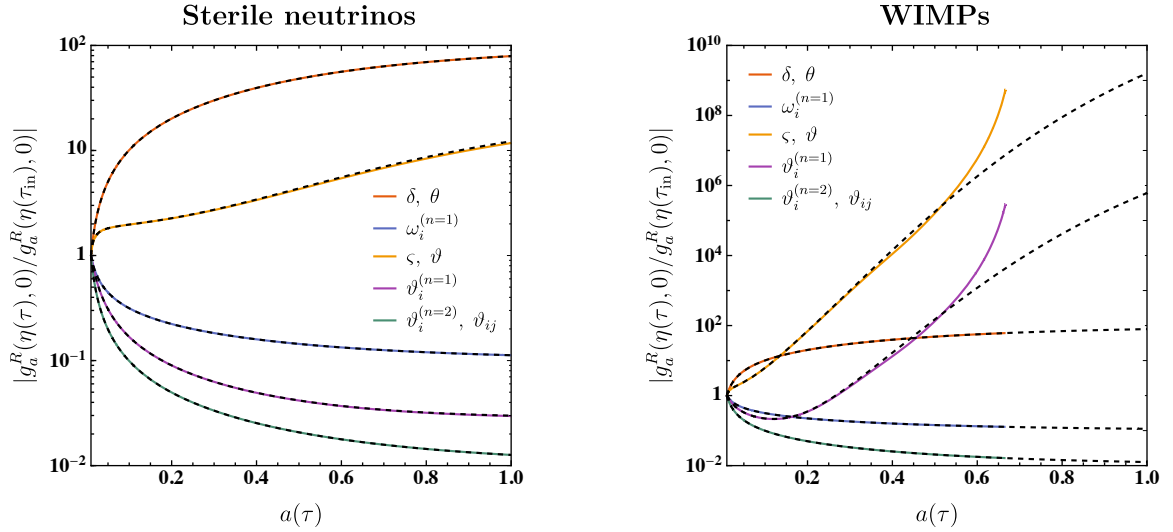 Sterile neutrinos
|g_a^R(η(τ), 0)/g_a^R(η(τ_in), 0)|
10^2
10
1
10^−1
10^−2
δ, θ
ω_i^(n=1)
ς, ϑ
ϑ_i^(n=1)
ϑ_i^(n=2), ϑ_ij
0.2 0.4 0.6 0.8 1.0
a(τ)
WIMPs
|g_a^R(η(τ), 0)/g_a^R(η(τ_in), 0)|
10^10
10^8
10^6
10^4
10^2
1
10^−2
δ, θ
ω_i^(n=1)
ς, ϑ
ϑ_i^(n=1)
ϑ_i^(n=2), ϑ_ij
0.2 0.4 0.6 0.8 1.0
a(τ)